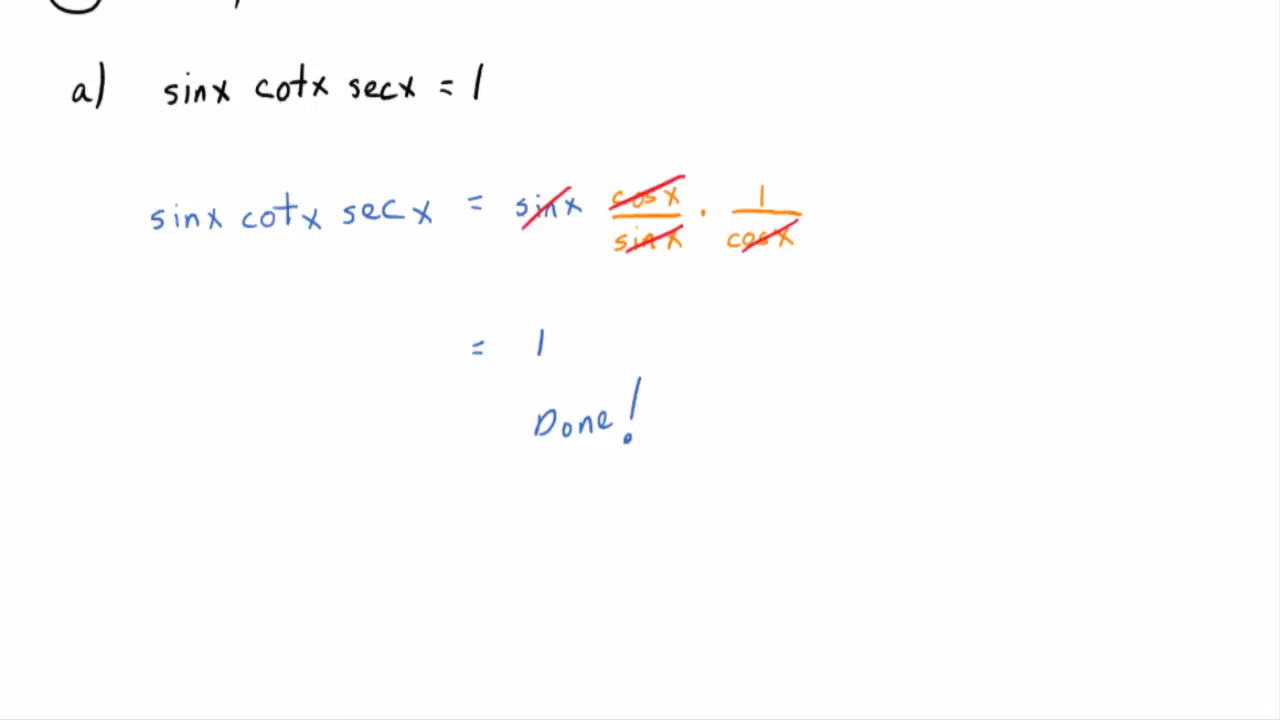 a) sinx cotx secx = 1
sinx cotx secx = sinx cosx/sinx · 1/cosx
= 1
Done!